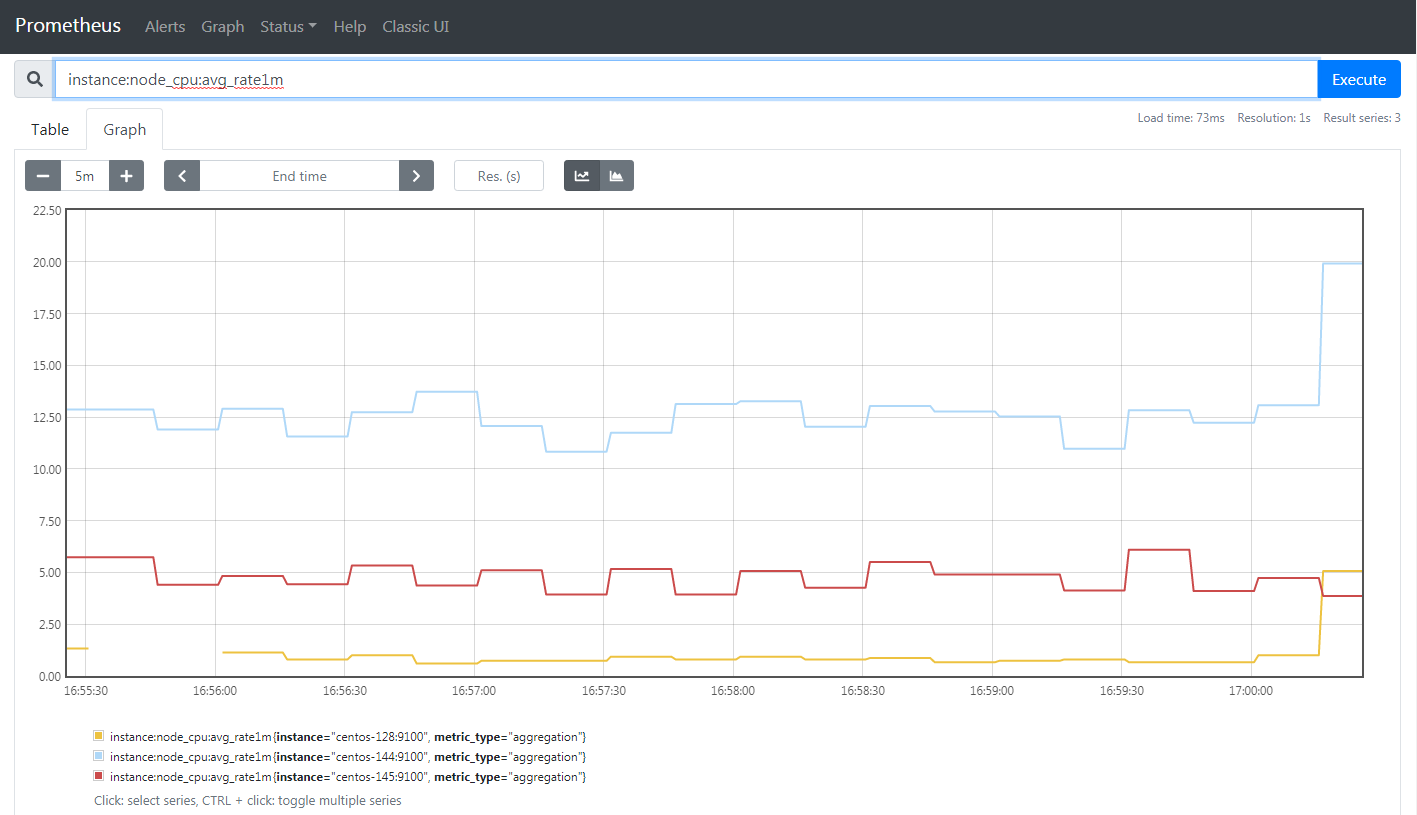 Prometheus Alerts Graph Status Help Classic UI
instance:node_cpu:avg_rate1m Execute
Table Graph Load time: 73ms Resolution: 1s Result series: 3
5m End time Res. (s)
22.50
20.00
17.50
15.00
12.50
10.00
7.50
5.00
2.50
0.00
16:55:30 16:56:00 16:56:30 16:57:00 16:57:30 16:58:00 16:58:30 16:59:00 16:59:30 17:00:00
instance:node_cpu:avg_rate1m{instance="centos-128:9100", metric_type="aggregation"}
instance:node_cpu:avg_rate1m{instance="centos-144:9100", metric_type="aggregation"}
instance:node_cpu:avg_rate1m{instance="centos-145:9100", metric_type="aggregation"}
Click: select series, CTRL + click: toggle multiple series